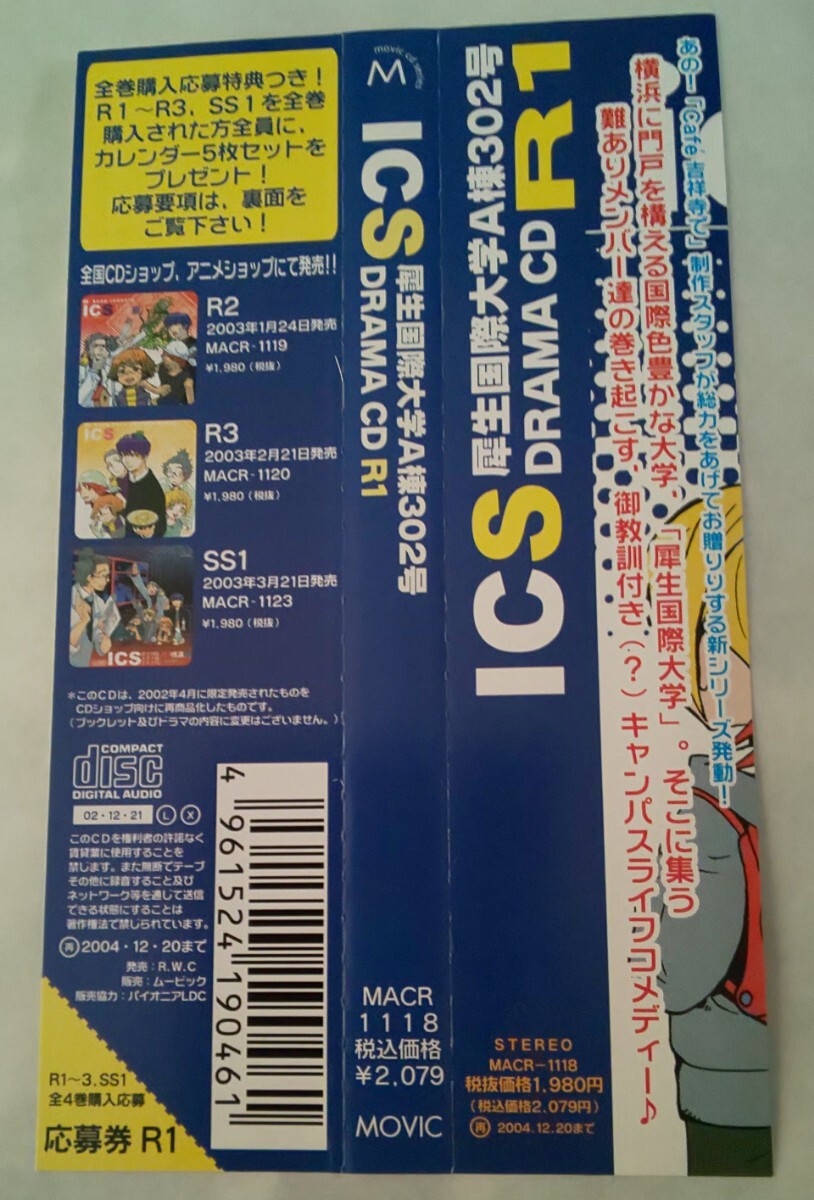 全巻購入応募特典つき！
R1～R3，SS1を全巻
購入された方全員に、
カレンダー5枚セットを
プレゼント！
応募要項は、裏面を
ご覧下さい！
全国CDショップ、アニメショップにて発売!!
ICS
R2
2003年1月24日発売
MACR-1119
¥1,980（税抜）
ICS
R3
2003年2月21日発売
MACR-1120
¥1,980（税抜）
ICS
SS1
2003年3月21日発売
MACR-1123
¥1,980（税抜）
＊このCDは、2002年4月に限定発売されたものを
CDショップ向けに再商品化したものです。
（ブックレット及びドラマの内容に変更はございません。）
COMPACT
disc
DIGITAL AUDIO
02・12・21 L X
このCDを権利者の許諾なく
賃貸業に使用することを
禁じます。また無断でテープ
その他に録音すること及び
ネットワーク等を通じて送信
できる状態にすることは
著作権法で禁じられています。
再2004・12・20まで
発売：R.W.C
販売：ムービック
販売協力：パイオニアLDC
4 961524 190461
R1～3，SS1
全4巻購入応募
応募券 R1
movic cd series
M
ICS 犀生国際大学A棟302号
DRAMA CD R1
MACR
1118
税込価格
¥2,079
MOVIC
ICS 犀生国際大学A棟302号
DRAMA CD R1
STEREO
MACR-1118
税抜価格1,980円
（税込価格2,079円）
再 2004.12.20まで
あの！「Café 吉祥寺で」制作スタッフが総力をあげてお贈りりする新シリーズ発動！
横浜に門戸を構える国際色豊かな大学、「犀生国際大学」。そこに集う
難ありメンバー達の巻き起こす、御教訓付き（？）キャンパスライフコメディー♪